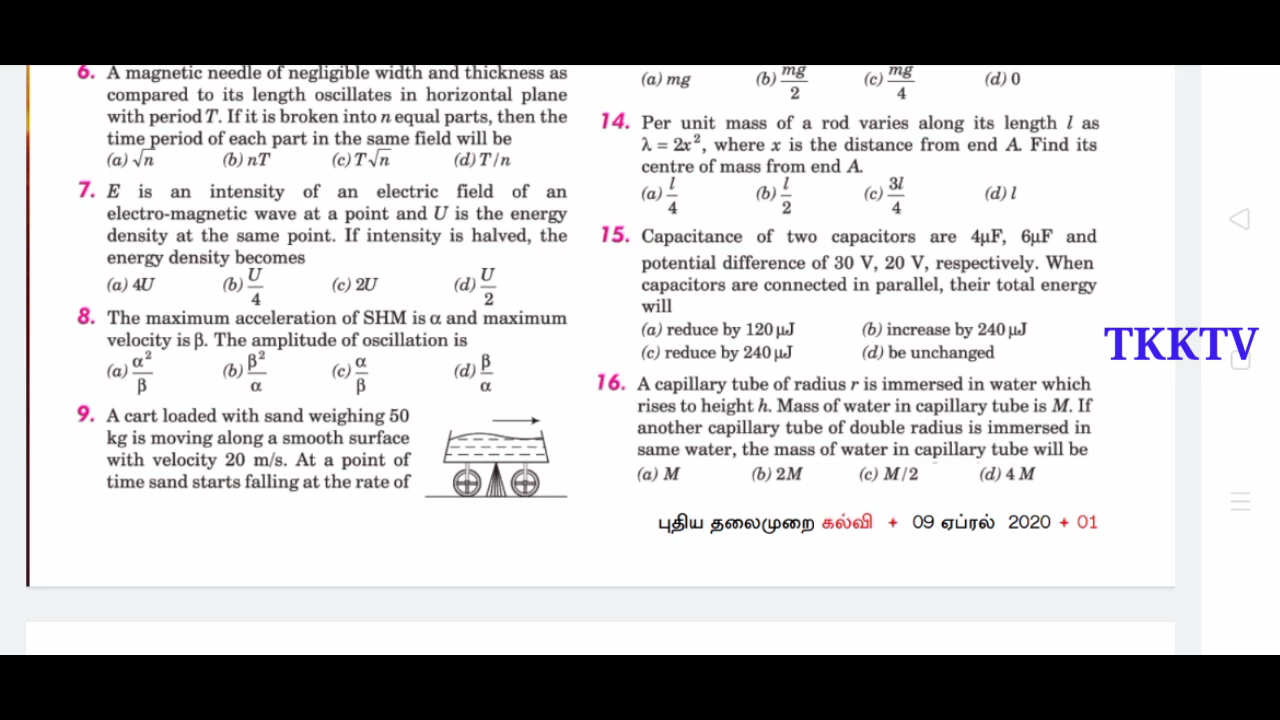 6. A magnetic needle of negligible width and thickness as
compared to its length oscillates in horizontal plane
with period T. If it is broken into n equal parts, then the
time period of each part in the same field will be
(a) √n (b) nT (c) T√n (d) T/n
7. E is an intensity of an electric field of an
electro-magnetic wave at a point and U is the energy
density at the same point. If intensity is halved, the
energy density becomes
(a) 4U (b) U/4 (c) 2U (d) U/2
8. The maximum acceleration of SHM is α and maximum
velocity is β. The amplitude of oscillation is
(a) α²/β (b) β²/α (c) α/β (d) β/α
9. A cart loaded with sand weighing 50
kg is moving along a smooth surface
with velocity 20 m/s. At a point of
time sand starts falling at the rate of
(a) mg (b) mg/2 (c) mg/4 (d) 0
14. Per unit mass of a rod varies along its length l as
λ = 2x², where x is the distance from end A. Find its
centre of mass from end A.
(a) l/4 (b) l/2 (c) 3l/4 (d) l
15. Capacitance of two capacitors are 4μF, 6μF and
potential difference of 30 V, 20 V, respectively. When
capacitors are connected in parallel, their total energy
will
(a) reduce by 120 μJ (b) increase by 240 μJ
(c) reduce by 240 μJ (d) be unchanged
16. A capillary tube of radius r is immersed in water which
rises to height h. Mass of water in capillary tube is M. If
another capillary tube of double radius is immersed in
same water, the mass of water in capillary tube will be
(a) M (b) 2M (c) M/2 (d) 4 M
புதிய தலைமுறை கல்வி + 09 ஏப்ரல் 2020 + 01
TKKTV